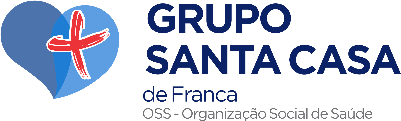 GRUPO
SANTA CASA
de Franca
OSS - Organização Social de Saúde